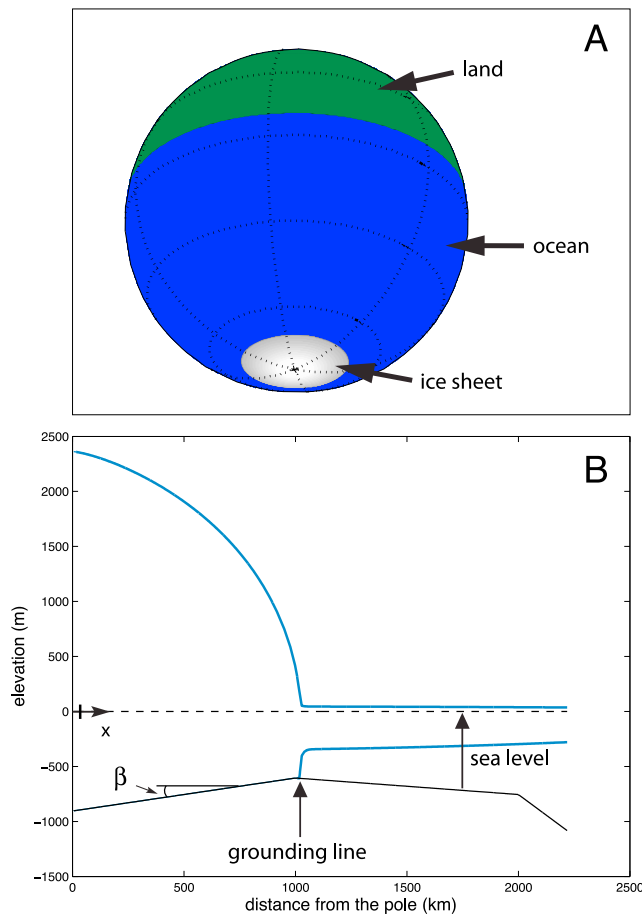 A
land
ocean
ice sheet
B
2500
2000
1500
1000
500
0
−500
−1000
−1500
elevation (m)
x
β
sea level
grounding line
0 500 1000 1500 2000 2500
distance from the pole (km)